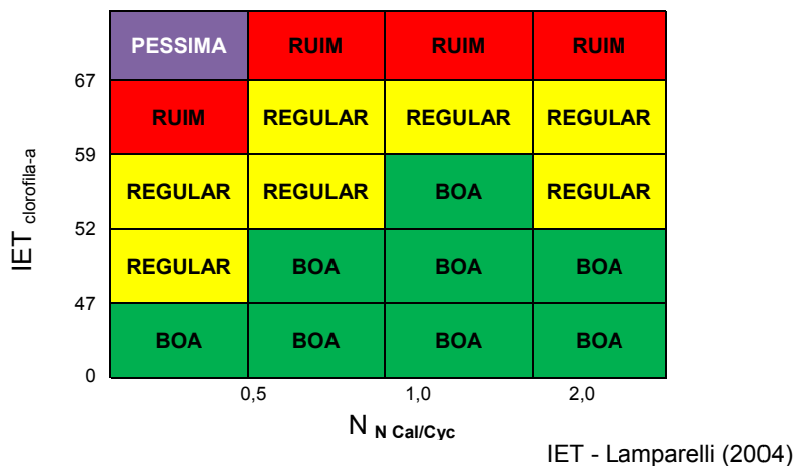 PESSIMA RUIM RUIM RUIM
67
RUIM REGULAR REGULAR REGULAR
59
REGULAR REGULAR BOA REGULAR
52
REGULAR BOA BOA BOA
47
BOA BOA BOA BOA
0
IET clorofila-a
0,5 1,0 2,0
N N Cal/Cyc
IET - Lamparelli (2004)